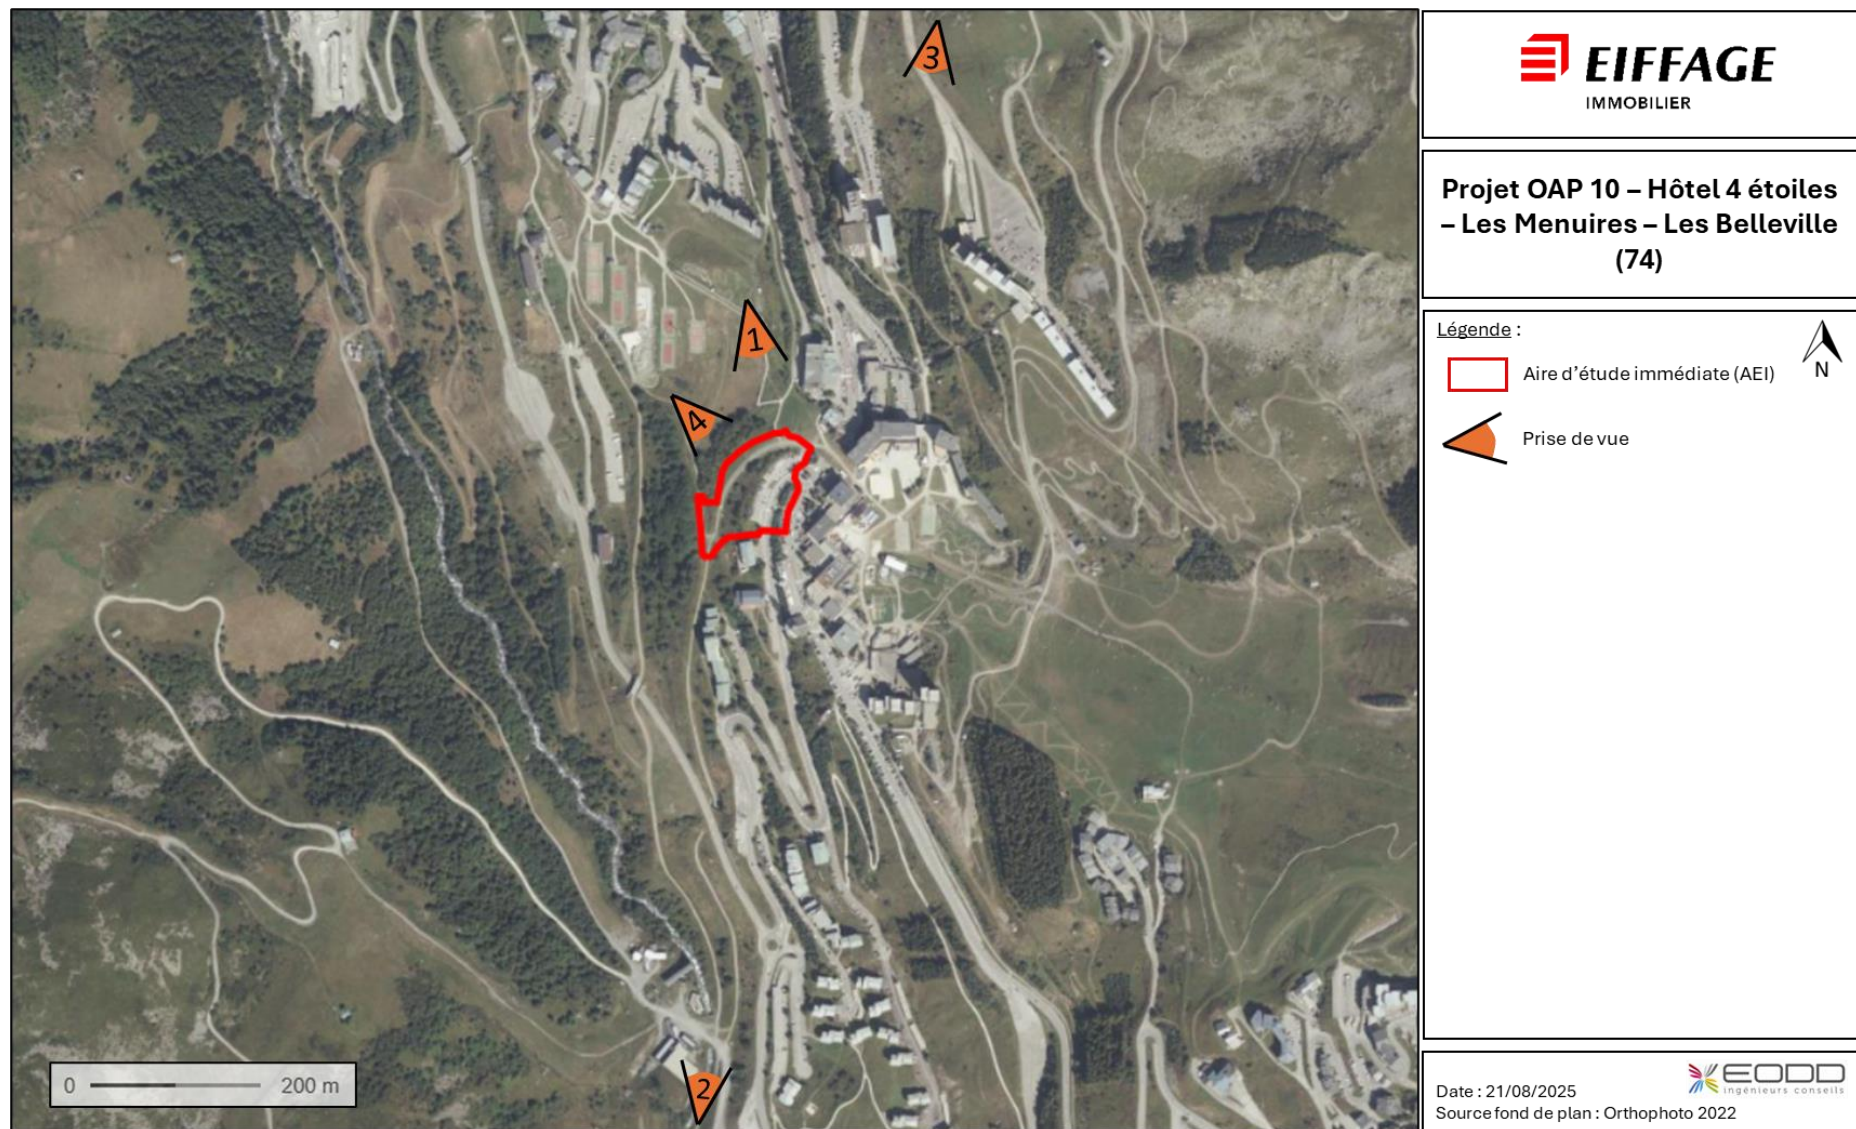 3
1
4
2
0 200 m
EIFFAGE
IMMOBILIER
Projet OAP 10 – Hôtel 4 étoiles
– Les Menuires – Les Belleville
(74)
Légende :
N
Aire d'étude immédiate (AEI)
Prise de vue
EODD
ingénieurs conseils
Date : 21/08/2025
Source fond de plan : Orthophoto 2022